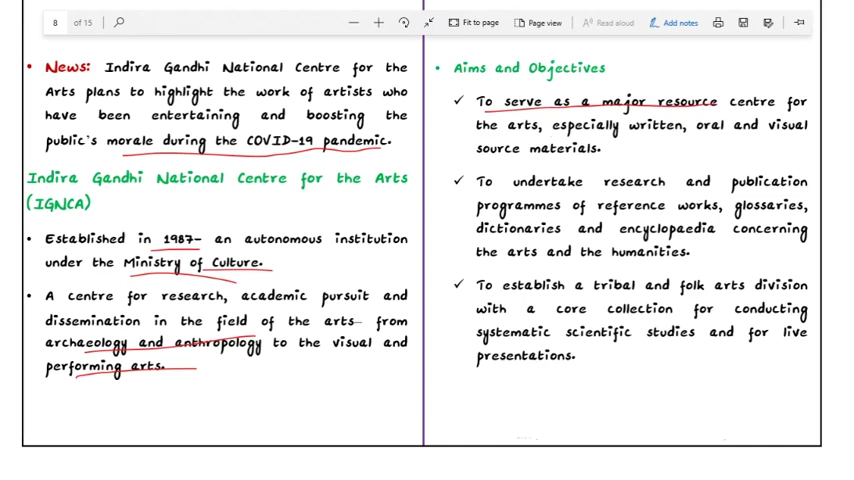 8 of 15
Fit to page
Page view
Read aloud
Add notes
• News: Indira Gandhi National Centre for the
Arts plans to highlight the work of artists who
have been entertaining and boosting the
public's morale during the COVID-19 pandemic.
Indira Gandhi National Centre for the Arts
(IGNCA)
• Established in 1987- an autonomous institution
under the Ministry of Culture.
• A centre for research, academic pursuit and
dissemination in the field of the arts- from
archaeology and anthropology to the visual and
performing arts.
• Aims and Objectives
✓ To serve as a major resource centre for
the arts, especially written, oral and visual
source materials.
✓ To undertake research and publication
programmes of reference works, glossaries,
dictionaries and encyclopaedia concerning
the arts and the humanities.
✓ To establish a tribal and folk arts division
with a core collection for conducting
systematic scientific studies and for live
presentations.